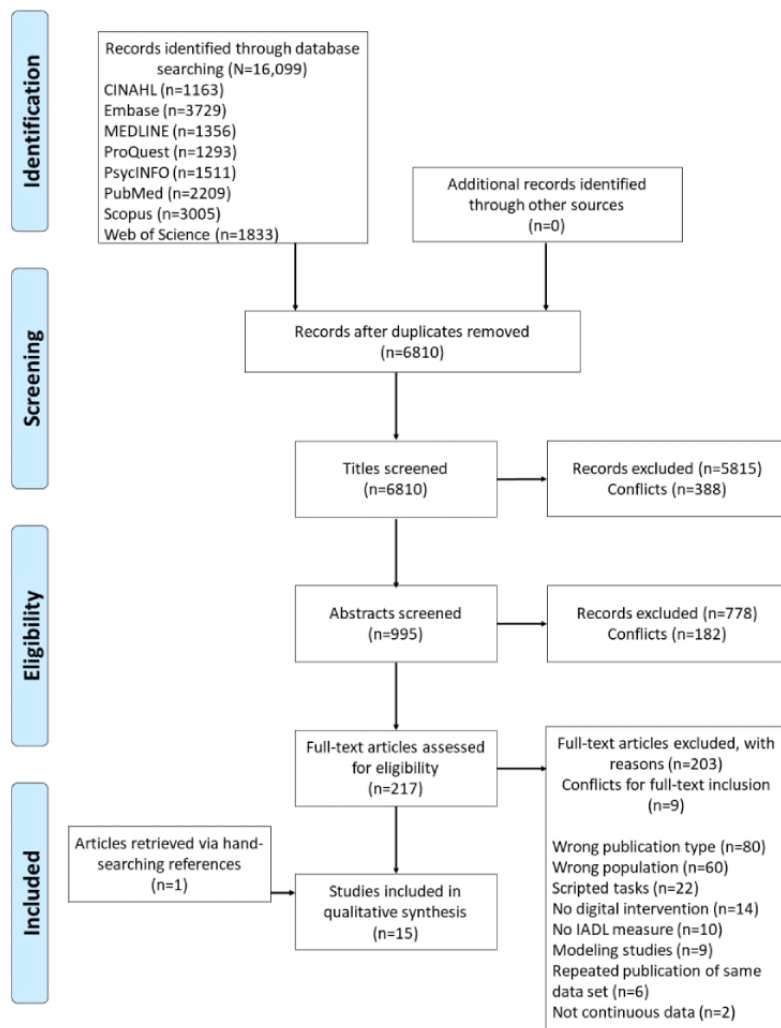 Identification
Records identified through database
searching (N=16,099)
CINAHL (n=1163)
Embase (n=3729)
MEDLINE (n=1356)
ProQuest (n=1293)
PsycINFO (n=1511)
PubMed (n=2209)
Scopus (n=3005)
Web of Science (n=1833)
Additional records identified
through other sources
(n=0)
Screening
Records after duplicates removed
(n=6810)
Titles screened
(n=6810)
Records excluded (n=5815)
Conflicts (n=388)
Eligibility
Abstracts screened
(n=995)
Records excluded (n=778)
Conflicts (n=182)
Full-text articles assessed
for eligibility
(n=217)
Full-text articles excluded, with
reasons (n=203)
Conflicts for full-text inclusion
(n=9)
Wrong publication type (n=80)
Wrong population (n=60)
Scripted tasks (n=22)
No digital intervention (n=14)
No IADL measure (n=10)
Modeling studies (n=9)
Repeated publication of same
data set (n=6)
Not continuous data (n=2)
Included
Articles retrieved via hand-
searching references
(n=1)
Studies included in
qualitative synthesis
(n=15)